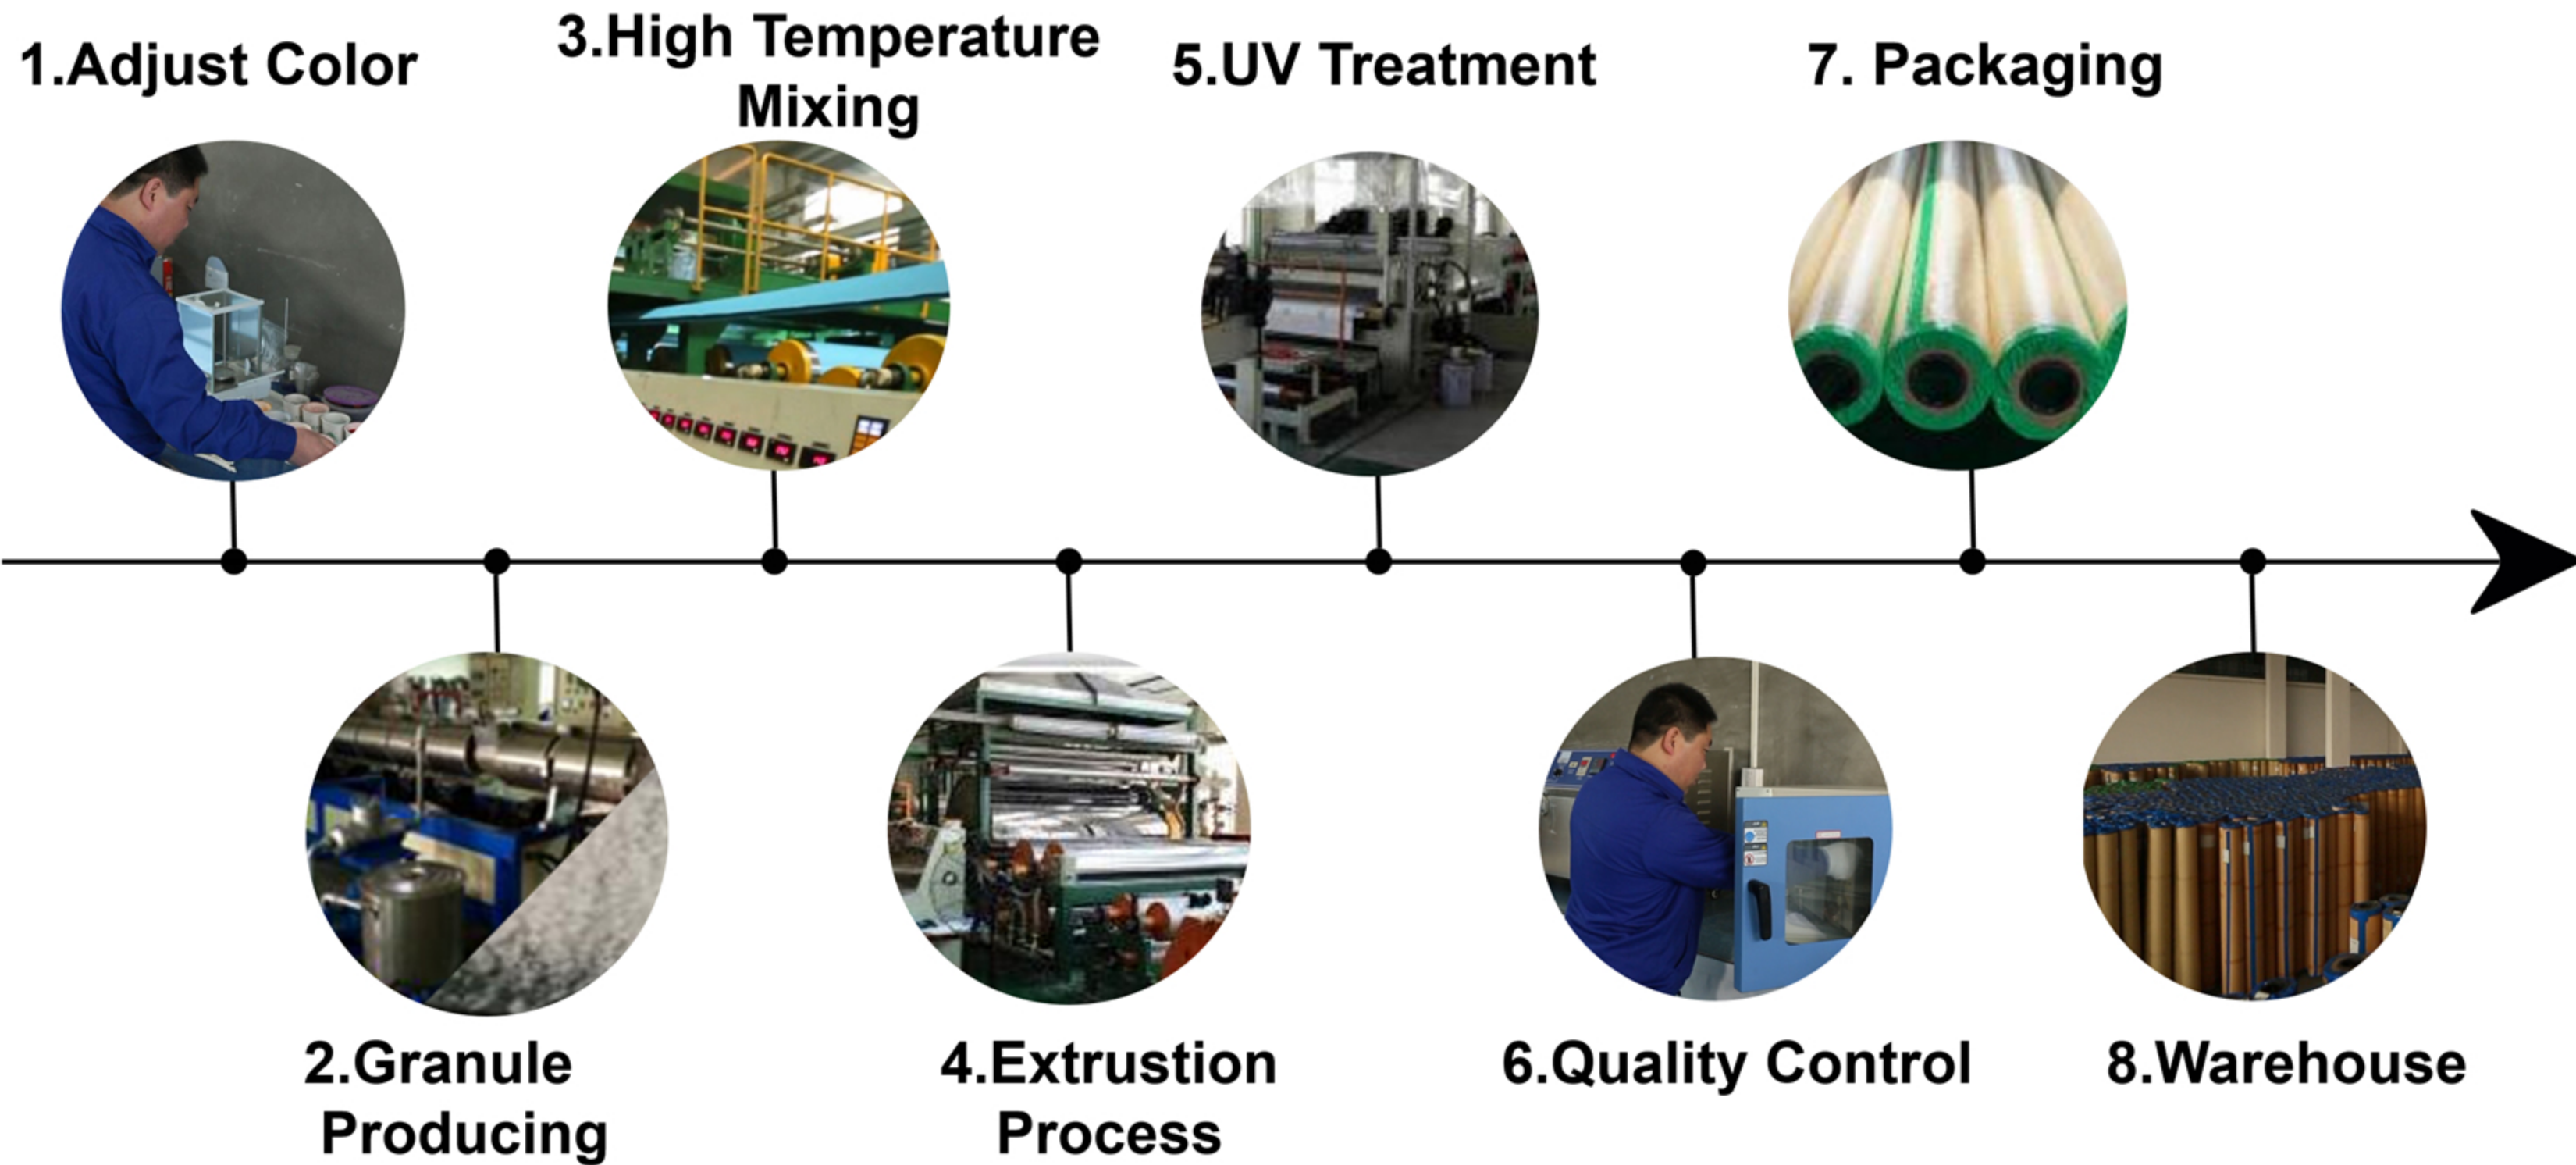 1.Adjust Color
2.Granule
Producing
3.High Temperature
Mixing
4.Extrustion
Process
5.UV Treatment
6.Quality Control
7. Packaging
8.Warehouse